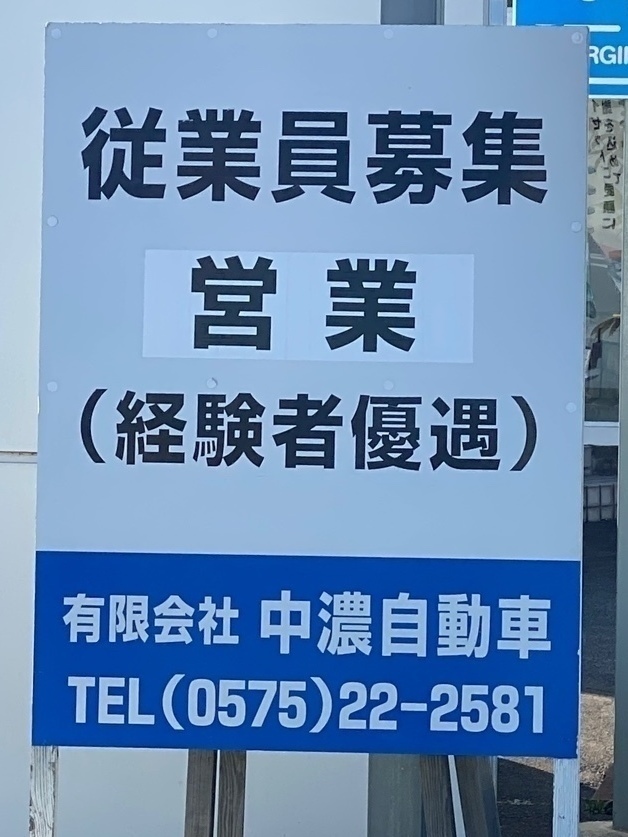 従業員募集
営業
（経験者優遇）
有限会社 中濃自動車
TEL(0575)22-2581